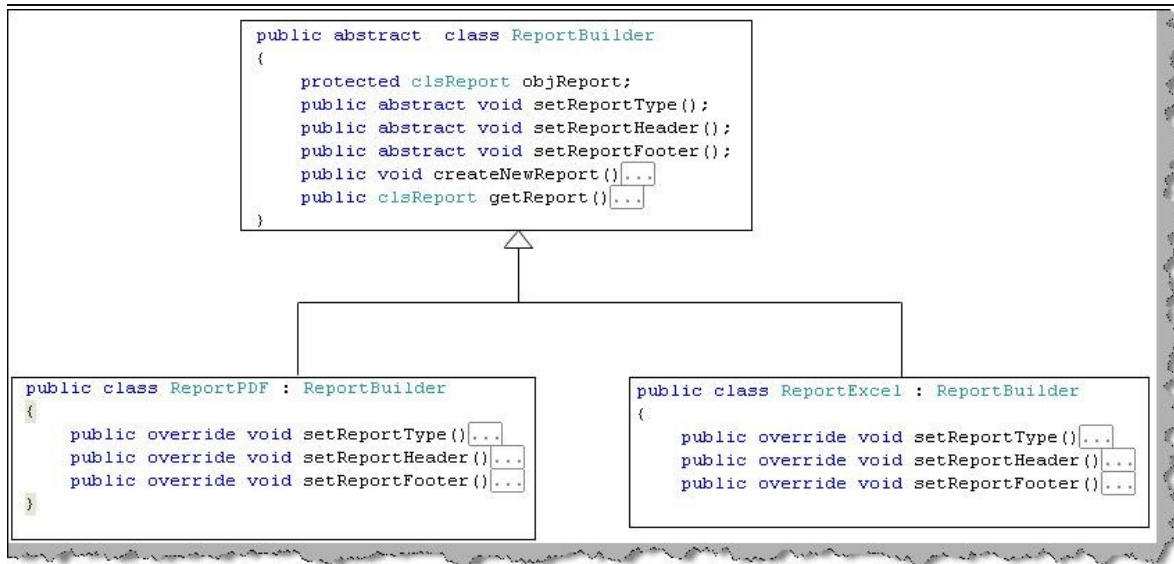 public abstract  class ReportBuilder
{
    protected clsReport objReport;
    public abstract void setReportType();
    public abstract void setReportHeader();
    public abstract void setReportFooter();
    public void createNewReport()...
    public clsReport getReport()...
}
public class ReportPDF : ReportBuilder
{
    public override void setReportType()...
    public override void setReportHeader()...
    public override void setReportFooter()...
}
public class ReportExcel : ReportBuilder
{
    public override void setReportType()...
    public override void setReportHeader()...
    public override void setReportFooter()...